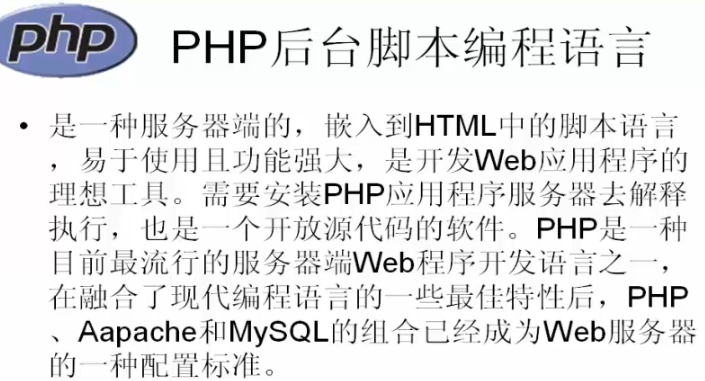 php
PHP后台脚本编程语言
• 是一种服务器端的，嵌入到HTML中的脚本语言
，易于使用且功能强大，是开发Web应用程序的
理想工具。需要安装PHP应用程序服务器去解释
执行，也是一个开放源代码的软件。PHP是一种
目前最流行的服务器端Web程序开发语言之一，
在融合了现代编程语言的一些最佳特性后，PHP
、Aapache和MySQL的组合已经成为Web服务器
的一种配置标准。